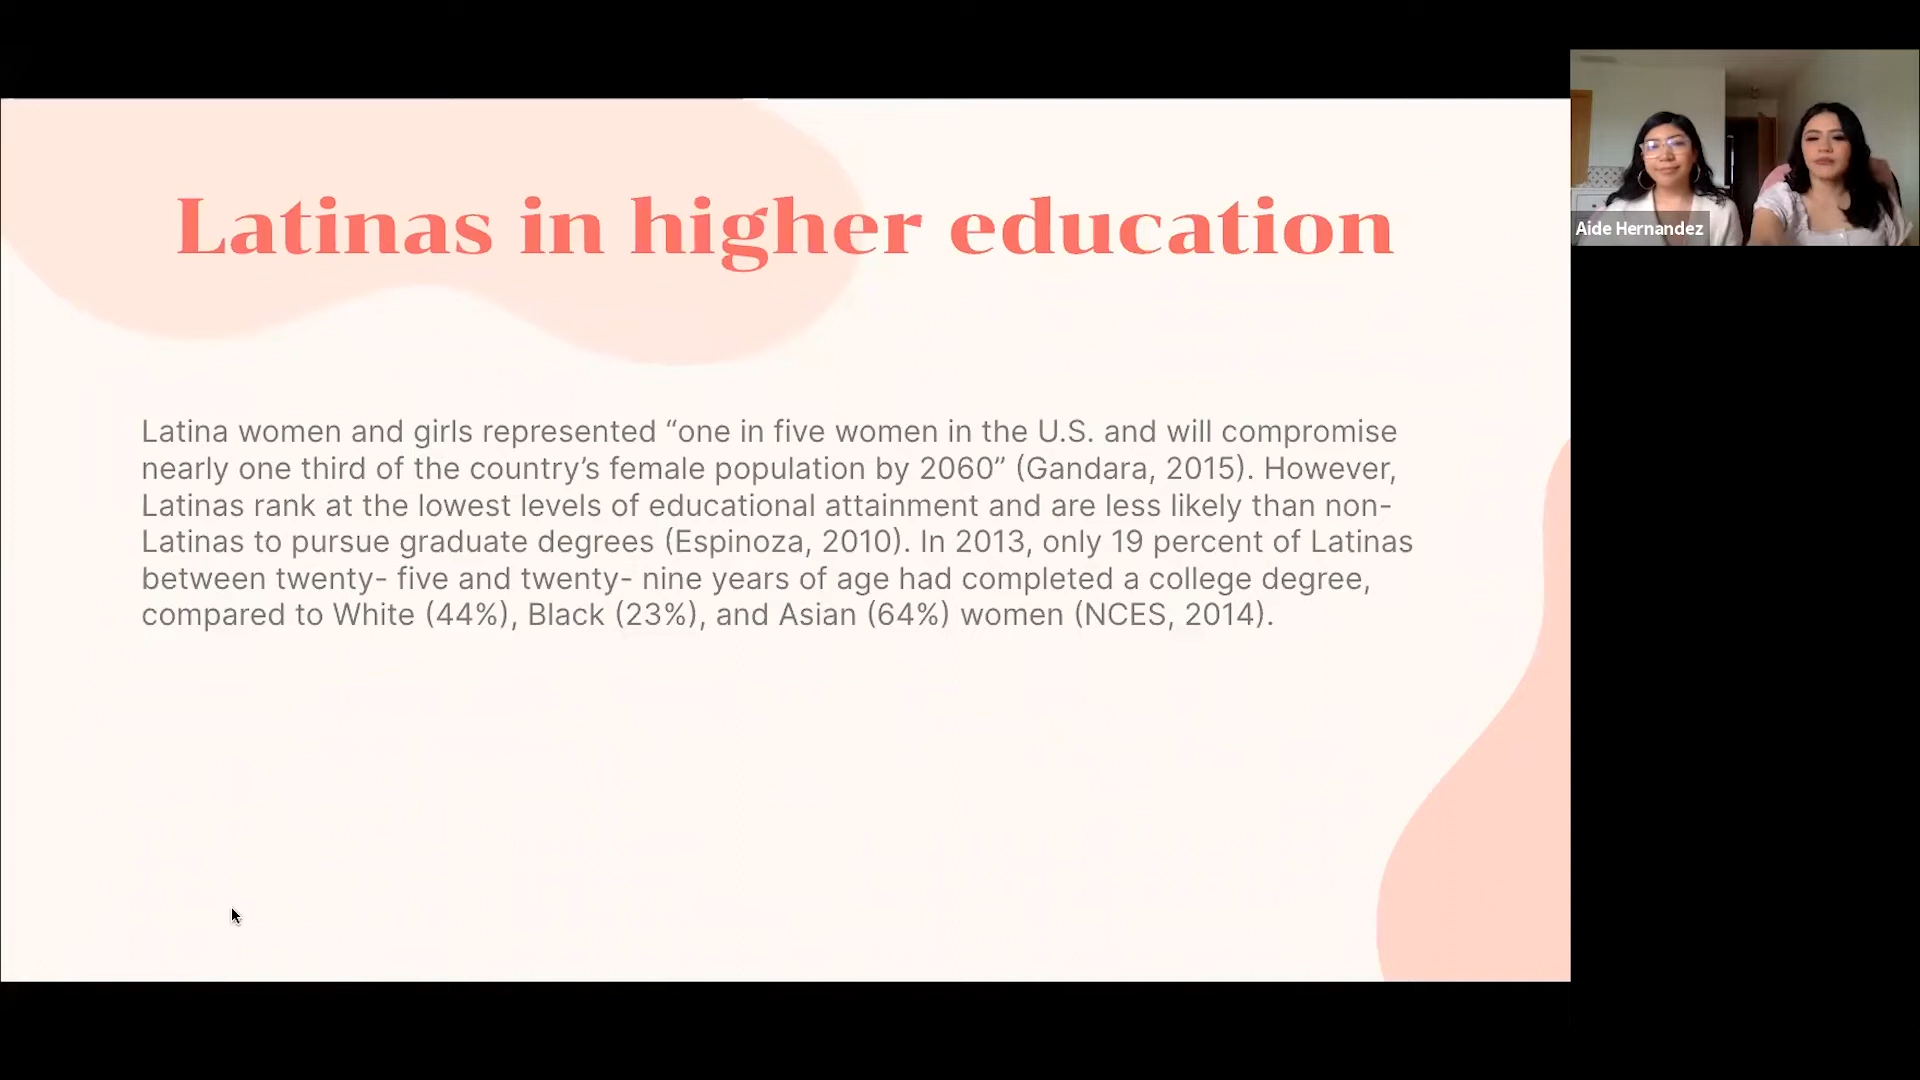 Latinas in higher education
Latina women and girls represented “one in five women in the U.S. and will compromise
nearly one third of the country’s female population by 2060” (Gandara, 2015). However,
Latinas rank at the lowest levels of educational attainment and are less likely than non-
Latinas to pursue graduate degrees (Espinoza, 2010). In 2013, only 19 percent of Latinas
between twenty- five and twenty- nine years of age had completed a college degree,
compared to White (44%), Black (23%), and Asian (64%) women (NCES, 2014).
Aide Hernandez